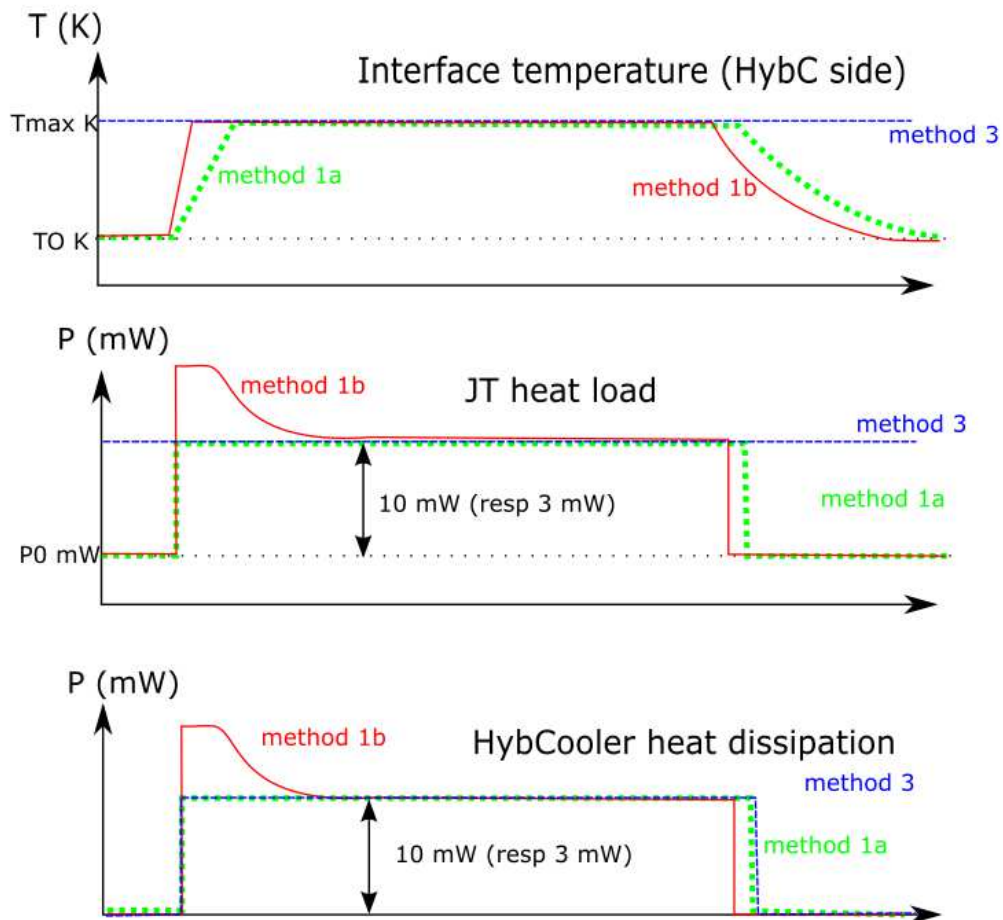 T (K)
Interface temperature (HybC side)
Tmax K
method 3
method 1a
method 1b
TO K
P (mW)
method 1b
JT heat load
method 3
10 mW (resp 3 mW)
method 1a
P0 mW
P (mW)
method 1b
HybCooler heat dissipation
method 3
method 1a
10 mW (resp 3 mW)